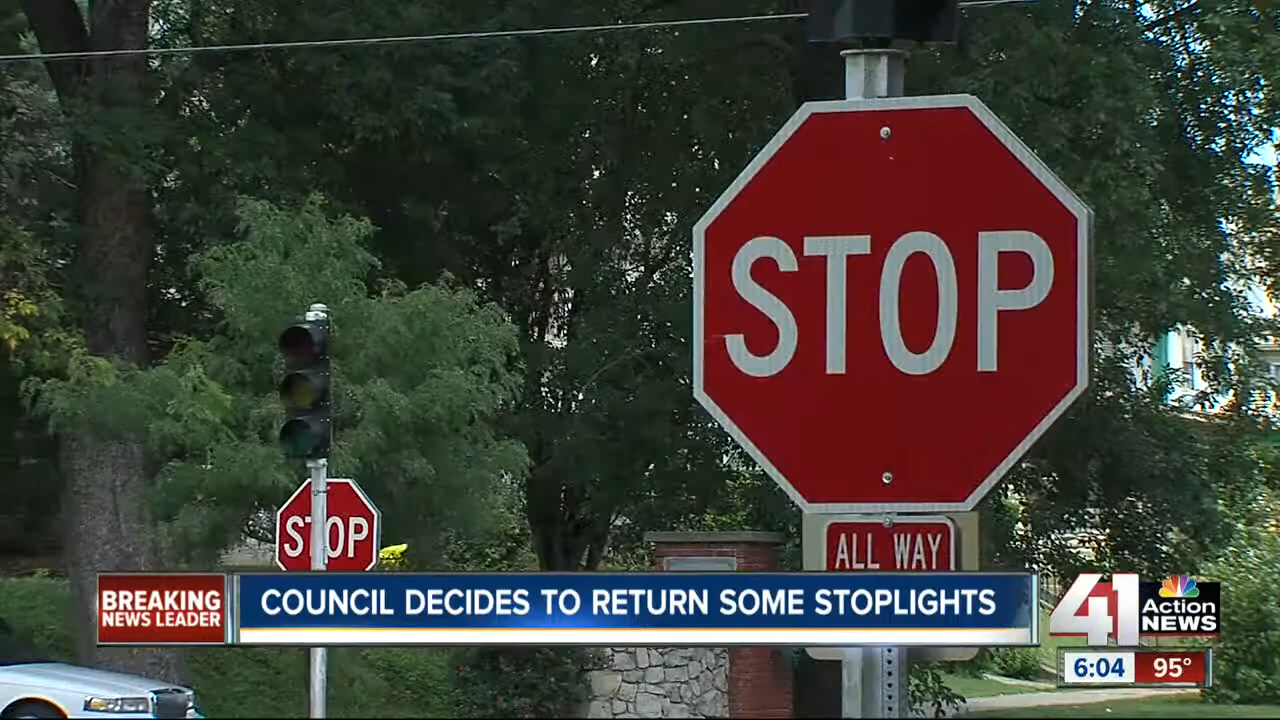 STOP
STOP
ALL WAY
BREAKING
NEWS LEADER
COUNCIL DECIDES TO RETURN SOME STOPLIGHTS
41 Action
NEWS
6:04 95°